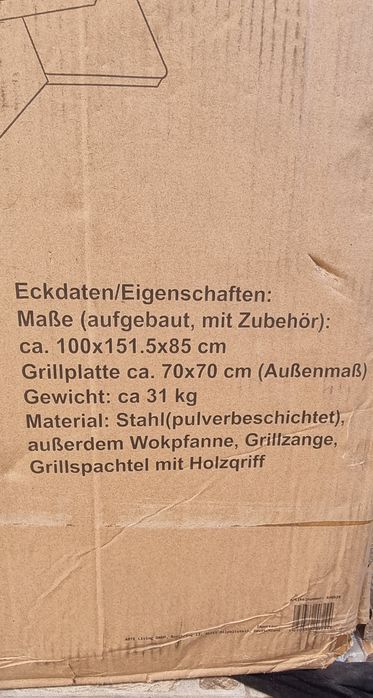 Eckdaten/Eigenschaften:
Maße (aufgebaut, mit Zubehör):
ca. 100x151.5x85 cm
Grillplatte ca. 70x70 cm (Außenmaß)
Gewicht: ca 31 kg
Material: Stahl(pulverbeschichtet),
außerdem Wokpfanne, Grillzange,
Grillspachtel mit Holzqriff